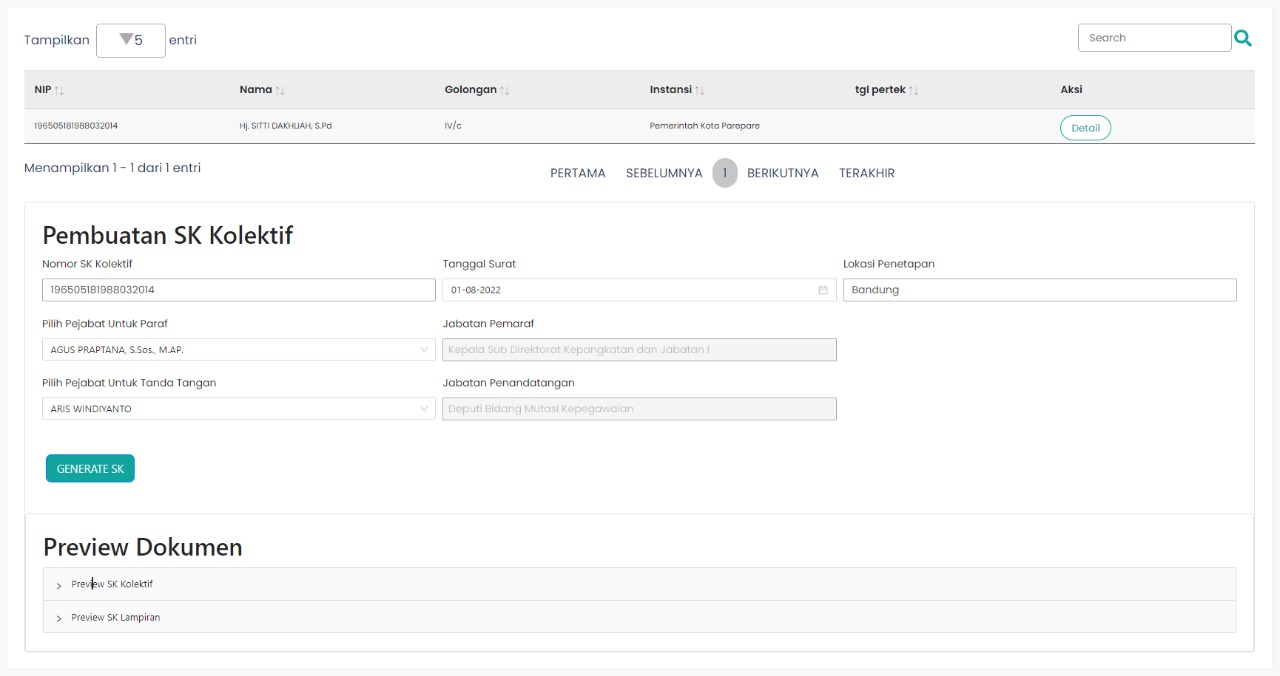 Tampilkan 5 entri
Search
NIP Nama Golongan Instansi tgl pertek Aksi
196505181988032014 Hj. SITTI DAKHLIAH, S.Pd IV/c Pemerintah Kota Parepare Detail
Menampilkan 1 - 1 dari 1 entri
PERTAMA SEBELUMNYA 1 BERIKUTNYA TERAKHIR
Pembuatan SK Kolektif
Nomor SK Kolektif Tanggal Surat Lokasi Penetapan
196505181988032014 01-08-2022 Bandung
Pilih Pejabat Untuk Paraf Jabatan Pemaraf
AGUS PRAPTANA, S.Sos., M.AP. Kepala Sub Direktorat Kepangkatan dan Jabatan I
Pilih Pejabat Untuk Tanda Tangan Jabatan Penandatangan
ARIS WINDIYANTO Deputi Bidang Mutasi Kepegawaian
GENERATE SK
Preview Dokumen
Preview SK Kolektif
Preview SK Lampiran